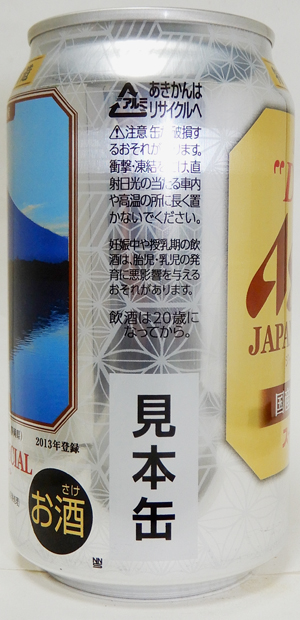 アルミ
あきかんは
リサイクルへ
⚠注意 缶が破損す
るおそれがあります。
衝撃・凍結を避け、直
射日光の当たる車内
や高温の所に長く置
かないでください。
妊娠中や授乳期の飲
酒は、胎児・乳児の発
育に悪影響を与える
おそれがあります。
飲酒は20歳に
なってから。
見本缶
2013年登録
CIAL
さけ
お酒
NN
JAPA
国